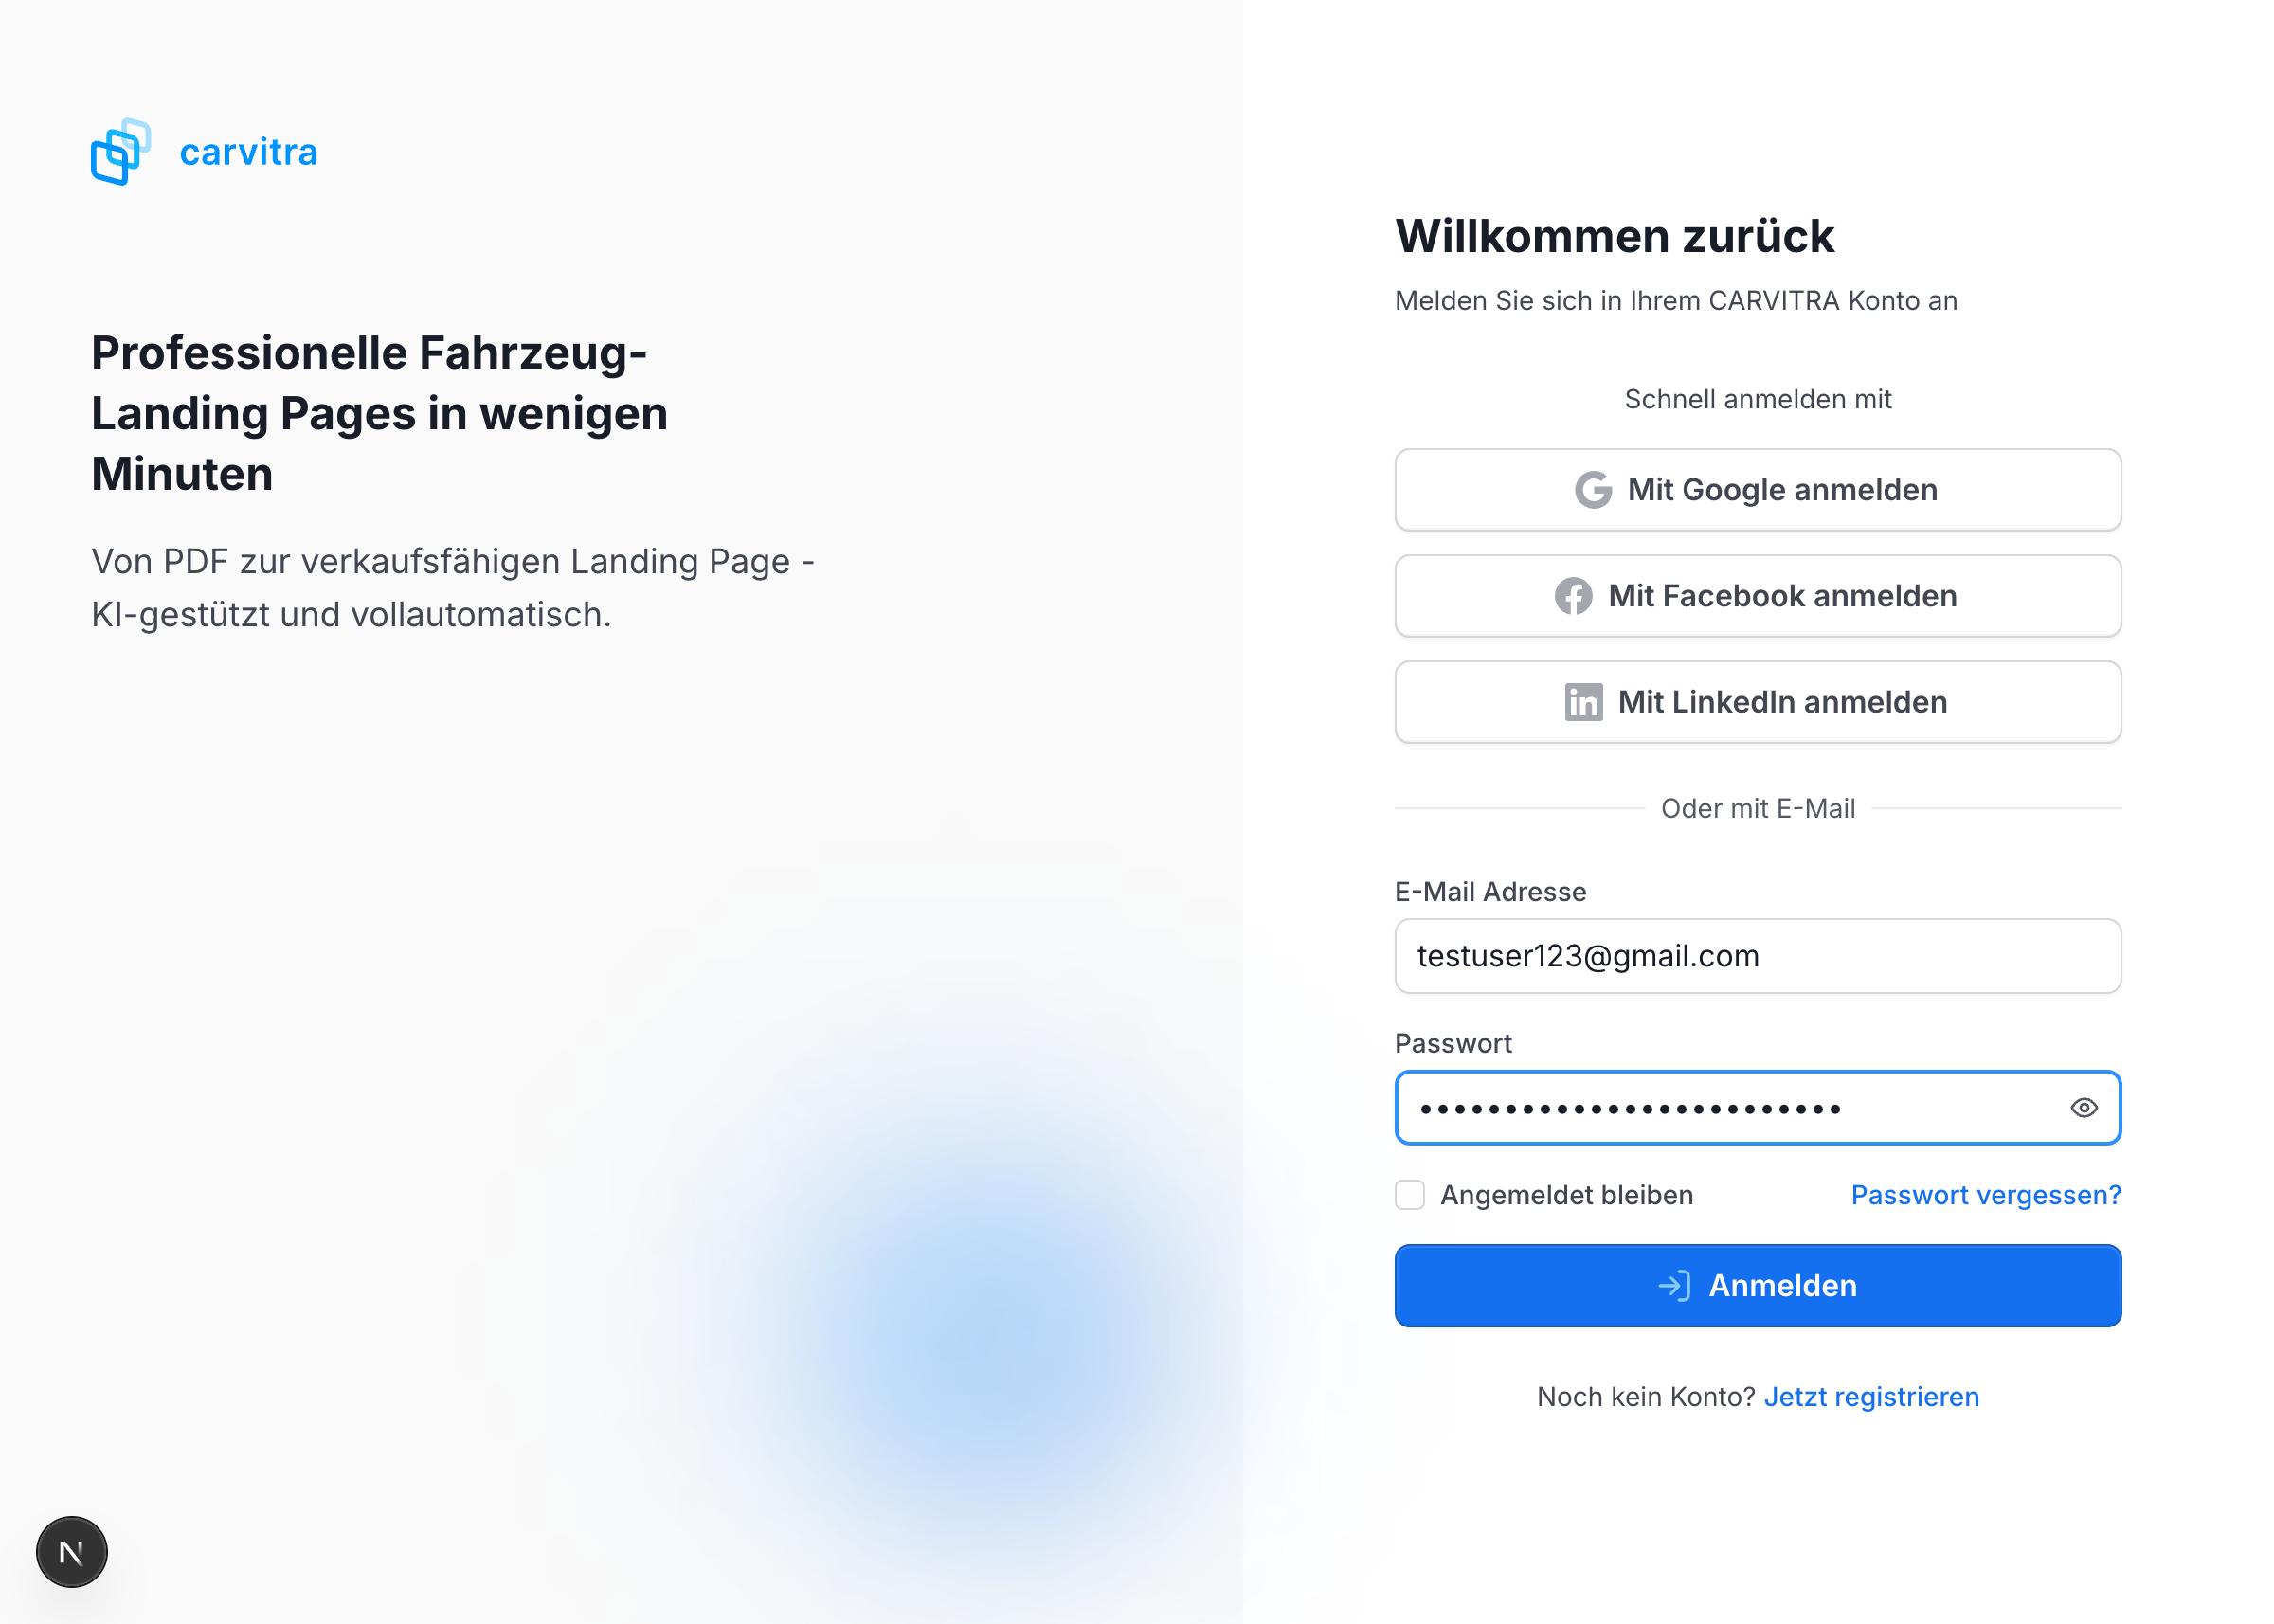 carvitra
Professionelle Fahrzeug-
Landing Pages in wenigen
Minuten
Von PDF zur verkaufsfähigen Landing Page -
KI-gestützt und vollautomatisch.
N
Willkommen zurück
Melden Sie sich in Ihrem CARVITRA Konto an
Schnell anmelden mit
Mit Google anmelden
Mit Facebook anmelden
in Mit LinkedIn anmelden
Oder mit E-Mail
E-Mail Adresse
testuser123@gmail.com
Passwort
•••••••••••••••••••••••••
Angemeldet bleiben Passwort vergessen?
Anmelden
Noch kein Konto? Jetzt registrieren